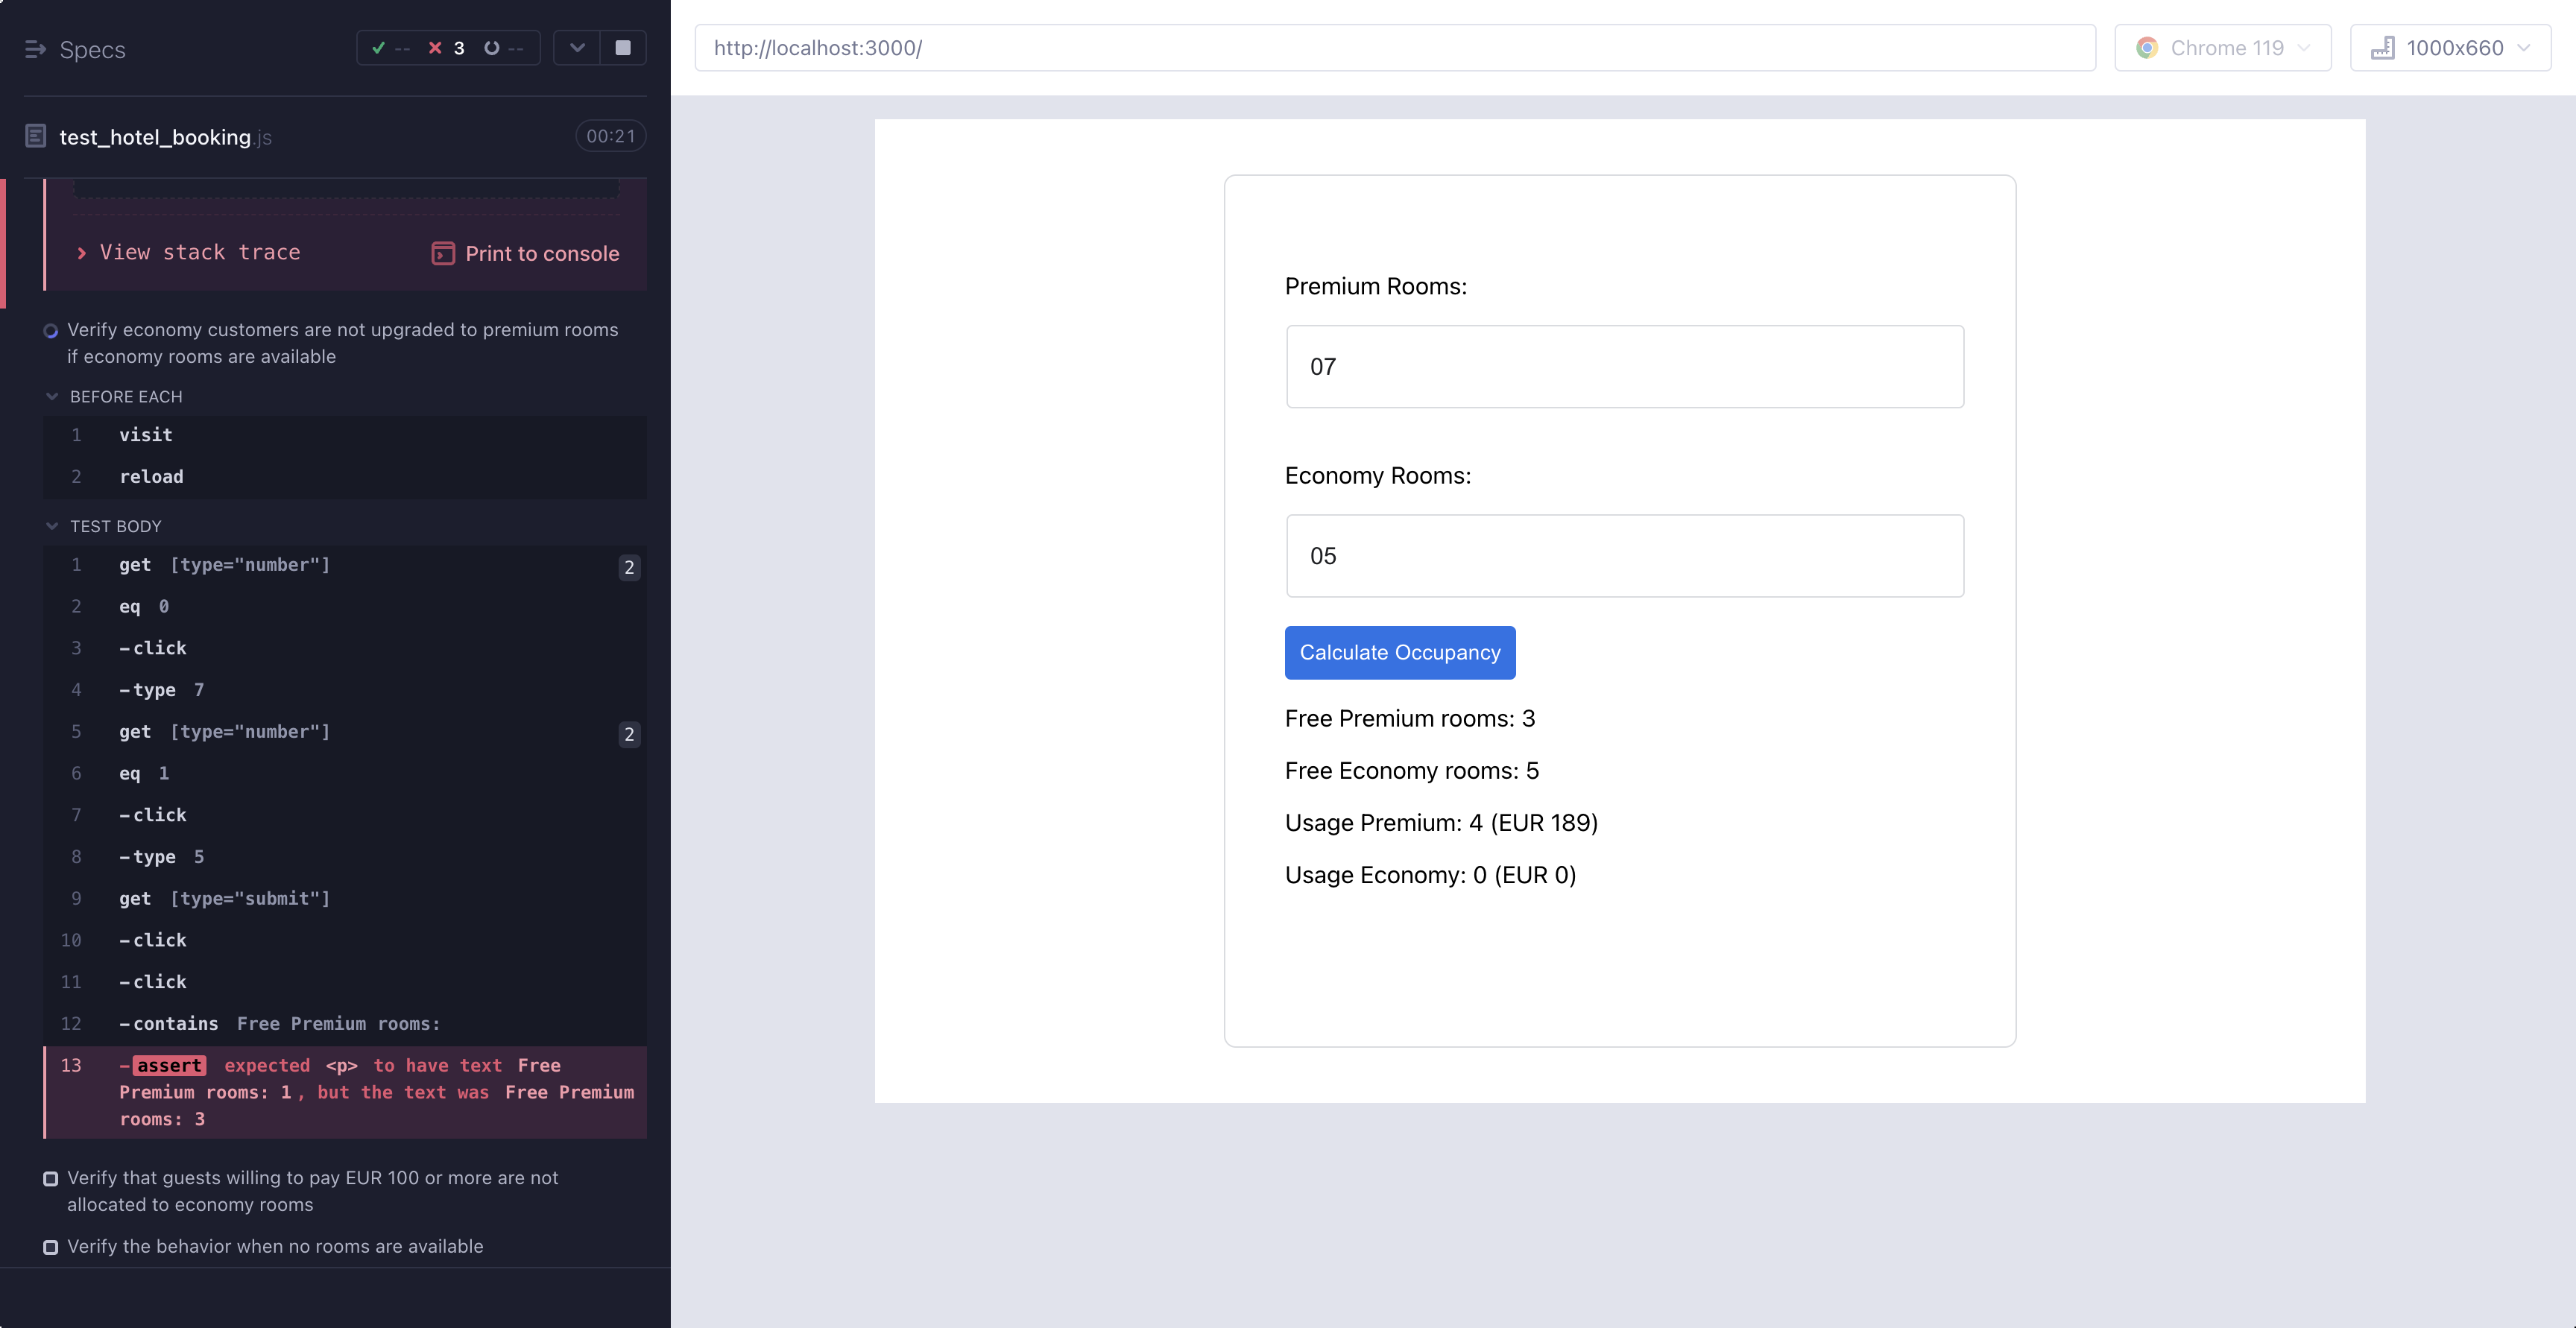 Specs
-- 3 --
test_hotel_booking.js
00:21
View stack trace
Print to console
Verify economy customers are not upgraded to premium rooms
if economy rooms are available
BEFORE EACH
1 visit
2 reload
TEST BODY
1 get [type="number"] 2
2 eq 0
3 -click
4 -type 7
5 get [type="number"] 2
6 eq 1
7 -click
8 -type 5
9 get [type="submit"]
10 -click
11 -click
12 -contains Free Premium rooms:
13 -assert expected <p> to have text Free
Premium rooms: 1, but the text was Free Premium
rooms: 3
Verify that guests willing to pay EUR 100 or more are not
allocated to economy rooms
Verify the behavior when no rooms are available
http://localhost:3000/
Chrome 119
1000x660
Premium Rooms:
07
Economy Rooms:
05
Calculate Occupancy
Free Premium rooms: 3
Free Economy rooms: 5
Usage Premium: 4 (EUR 189)
Usage Economy: 0 (EUR 0)